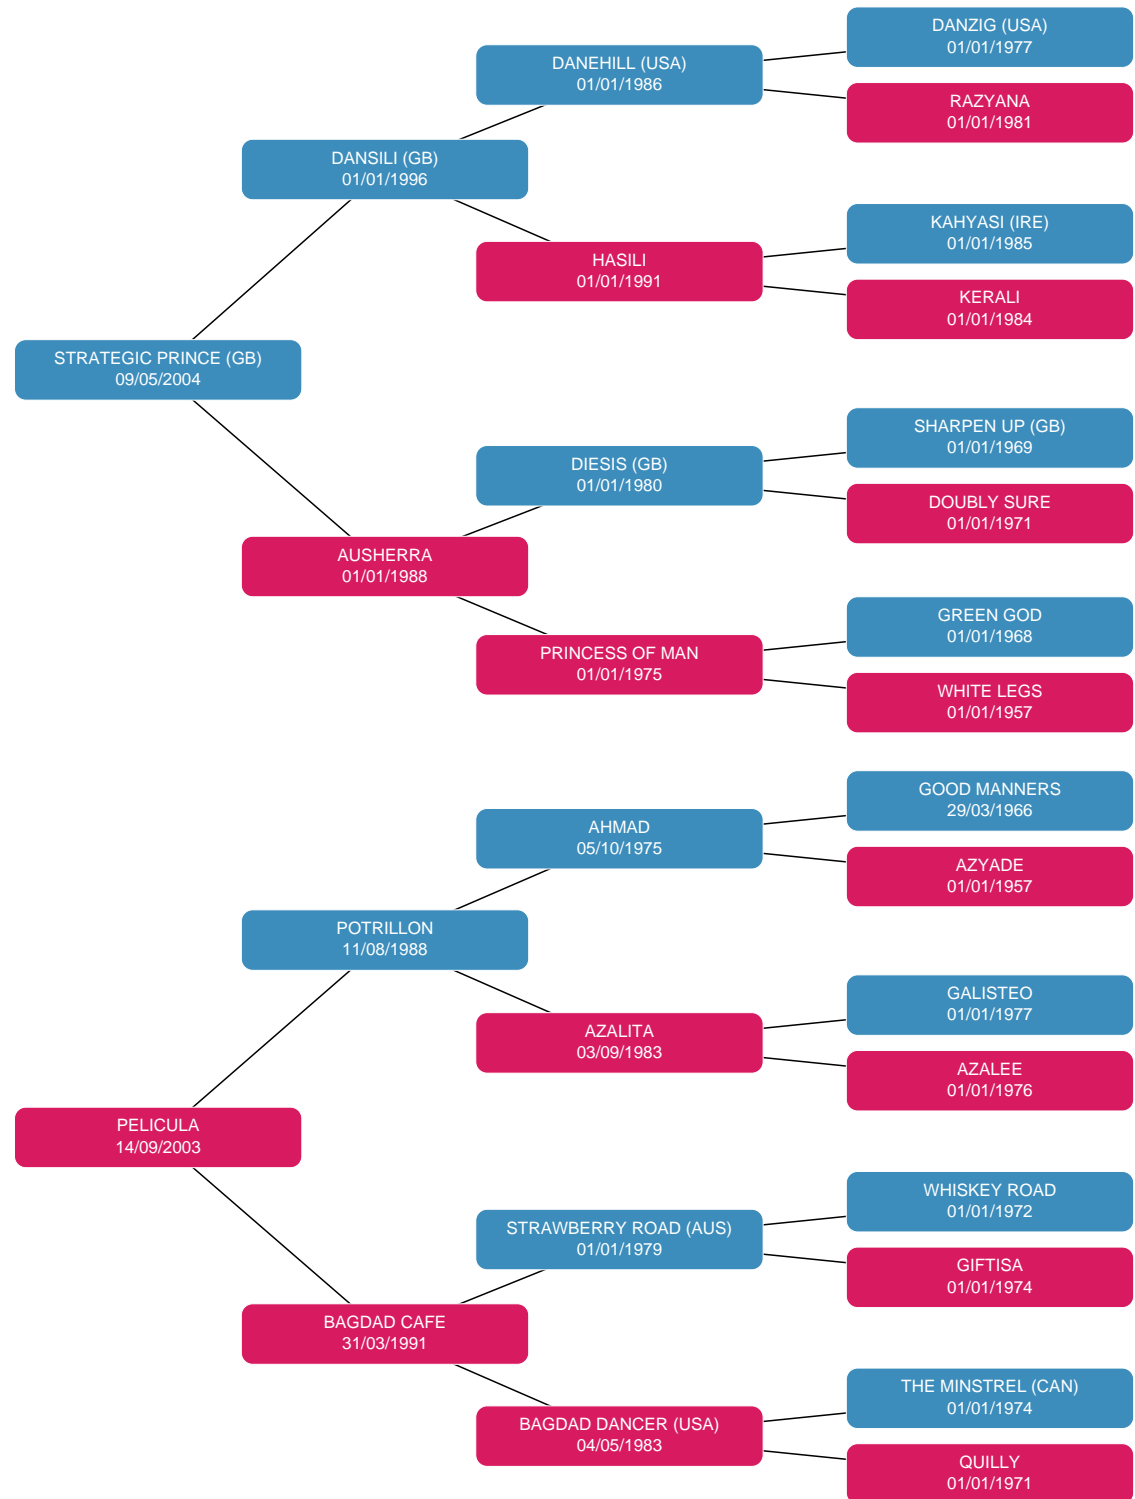 DANZIG (USA)
01/01/1977
DANEHILL (USA)
01/01/1986
RAZYANA
01/01/1981
DANSILI (GB)
01/01/1996
KAHYASI (IRE)
01/01/1985
HASILI
01/01/1991
KERALI
01/01/1984
STRATEGIC PRINCE (GB)
09/05/2004
SHARPEN UP (GB)
01/01/1969
DIESIS (GB)
01/01/1980
DOUBLY SURE
01/01/1971
AUSHERRA
01/01/1988
GREEN GOD
01/01/1968
PRINCESS OF MAN
01/01/1975
WHITE LEGS
01/01/1957
GOOD MANNERS
29/03/1966
AHMAD
05/10/1975
AZYADE
01/01/1957
POTRILLON
11/08/1988
GALISTEO
01/01/1977
AZALITA
03/09/1983
AZALEE
01/01/1976
PELICULA
14/09/2003
WHISKEY ROAD
01/01/1972
STRAWBERRY ROAD (AUS)
01/01/1979
GIFTISA
01/01/1974
BAGDAD CAFE
31/03/1991
THE MINSTREL (CAN)
01/01/1974
BAGDAD DANCER (USA)
04/05/1983
QUILLY
01/01/1971